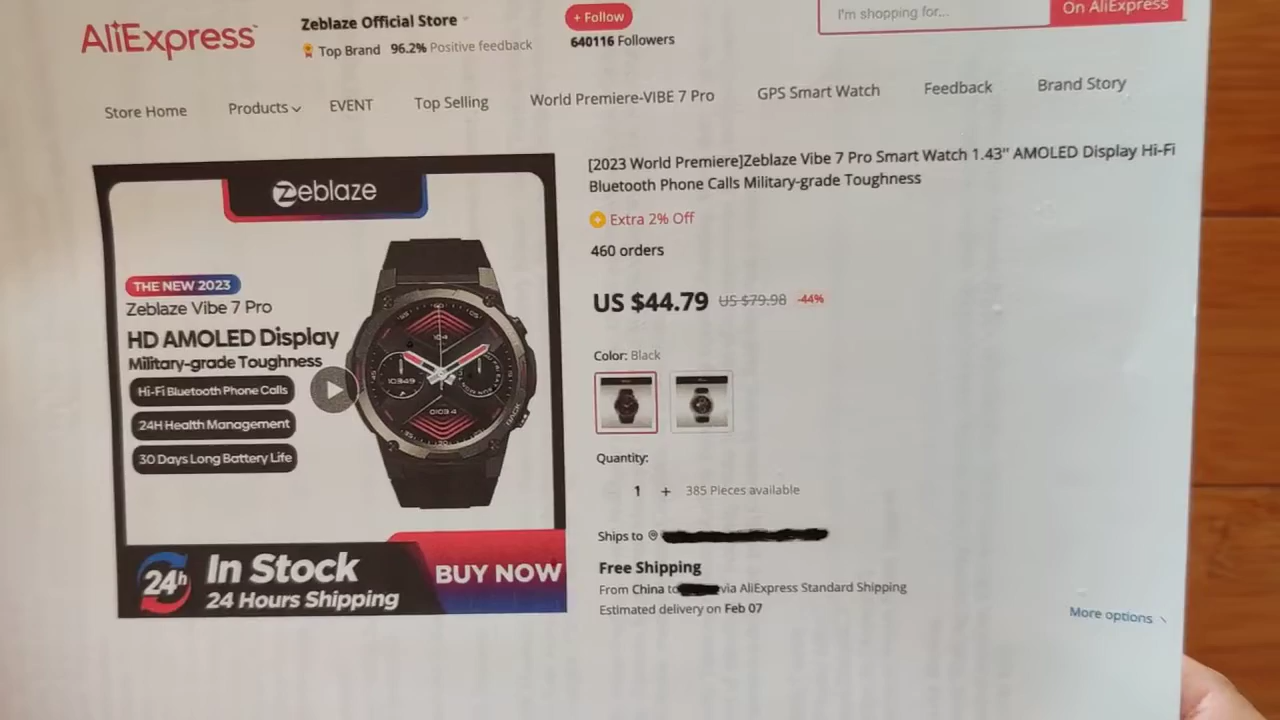 AliExpress
Zeblaze Official Store
Top Brand 96.2% Positive feedback
+ Follow
640116 Followers
I'm shopping for...
On AliExpress
Store Home
Products
EVENT
Top Selling
World Premiere-VIBE 7 Pro
GPS Smart Watch
Feedback
Brand Story
Zeblaze
THE NEW 2023
Zeblaze Vibe 7 Pro
HD AMOLED Display
Military-grade Toughness
Hi-Fi Bluetooth Phone Calls
24H Health Management
30 Days Long Battery Life
24h
In Stock
24 Hours Shipping
BUY NOW
[2023 World Premiere]Zeblaze Vibe 7 Pro Smart Watch 1.43" AMOLED Display Hi-Fi
Bluetooth Phone Calls Military-grade Toughness
Extra 2% Off
460 orders
US $44.79 US $79.98 -44%
Color: Black
Quantity:
1 + 385 Pieces available
Ships to
Free Shipping
From China to via AliExpress Standard Shipping
Estimated delivery on Feb 07
More options